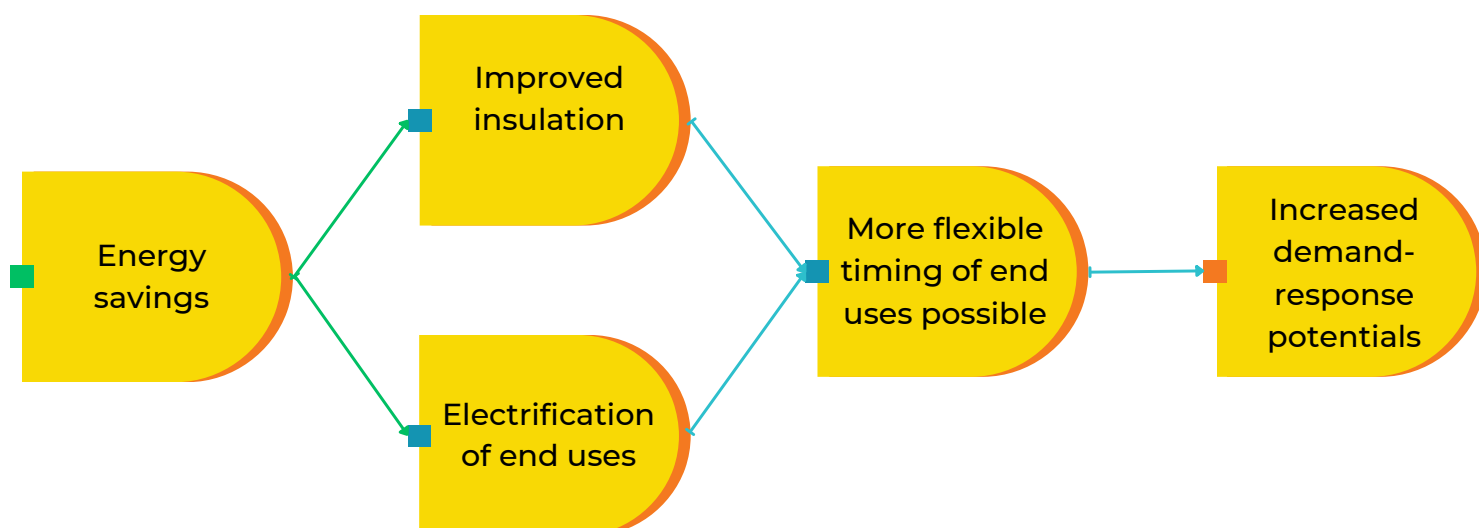 Energy
savings
Improved
insulation
Electrification
of end uses
More flexible
timing of end
uses possible
Increased
demand-
response
potentials